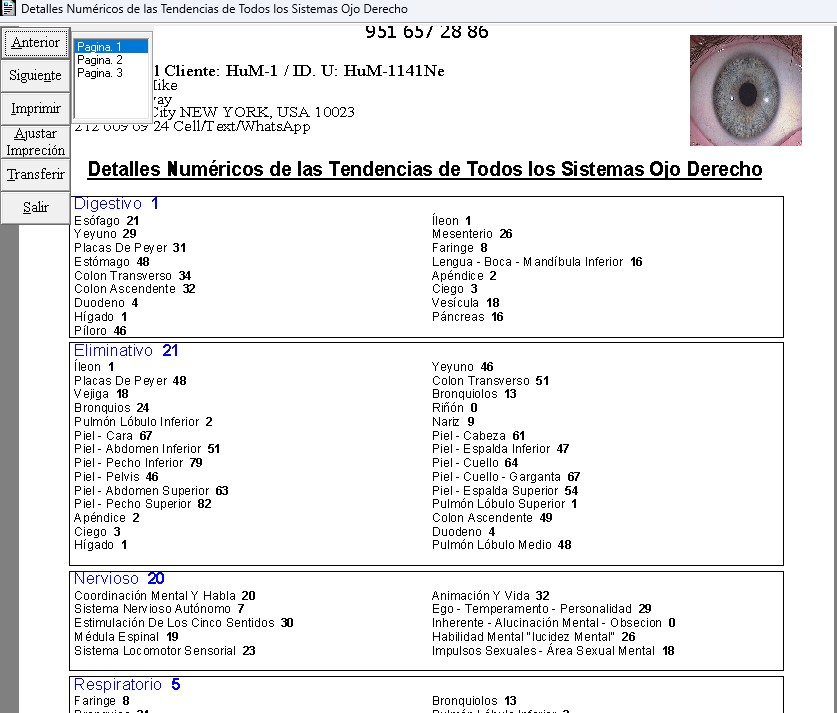 Detalles Numéricos de las Tendencias de Todos los Sistemas Ojo Derecho
Anterior
Siguiente
Imprimir
Ajustar
Impreción
Transferir
Salir
Pagina. 1
Pagina. 2
Pagina. 3
951 657 28 86
Cliente: HuM-1 / ID. U: HuM-1141Ne
City NEW YORK, USA 10023
24 Cell/Text/WhatsApp
Detalles Numéricos de las Tendencias de Todos los Sistemas Ojo Derecho
Digestivo 1
Esófago 21 Íleon 1
Yeyuno 29 Mesenterio 26
Placas De Peyer 31 Faringe 8
Estómago 48 Lengua - Boca - Mandíbula Inferior 16
Colon Transverso 34 Apéndice 2
Colon Ascendente 32 Ciego 3
Duodeno 4 Vesícula 18
Hígado 1 Páncreas 16
Píloro 46
Eliminativo 21
Íleon 1 Yeyuno 46
Placas De Peyer 48 Colon Transverso 51
Vejiga 18 Bronquiolos 13
Bronquios 24 Riñón 0
Pulmón Lóbulo Inferior 2 Nariz 9
Piel - Cara 67 Piel - Cabeza 61
Piel - Abdomen Inferior 51 Piel - Espalda Inferior 47
Piel - Pecho Inferior 79 Piel - Cuello 64
Piel - Pelvis 46 Piel - Cuello - Garganta 67
Piel - Abdomen Superior 63 Piel - Espalda Superior 54
Piel - Pecho Superior 82 Pulmón Lóbulo Superior 1
Apéndice 2 Colon Ascendente 49
Ciego 3 Duodeno 4
Hígado 1 Pulmón Lóbulo Medio 48
Nervioso 20
Coordinación Mental Y Habla 20 Animación Y Vida 32
Sistema Nervioso Autónomo 7 Ego - Temperamento - Personalidad 29
Estimulación De Los Cinco Sentidos 30 Inherente - Alucinación Mental - Obsecion 0
Médula Espinal 19 Habilidad Mental "lucidez Mental" 26
Sistema Locomotor Sensorial 23 Impulsos Sexuales - Área Sexual Mental 18
Respiratorio 5
Faringe 8 Bronquiolos 13